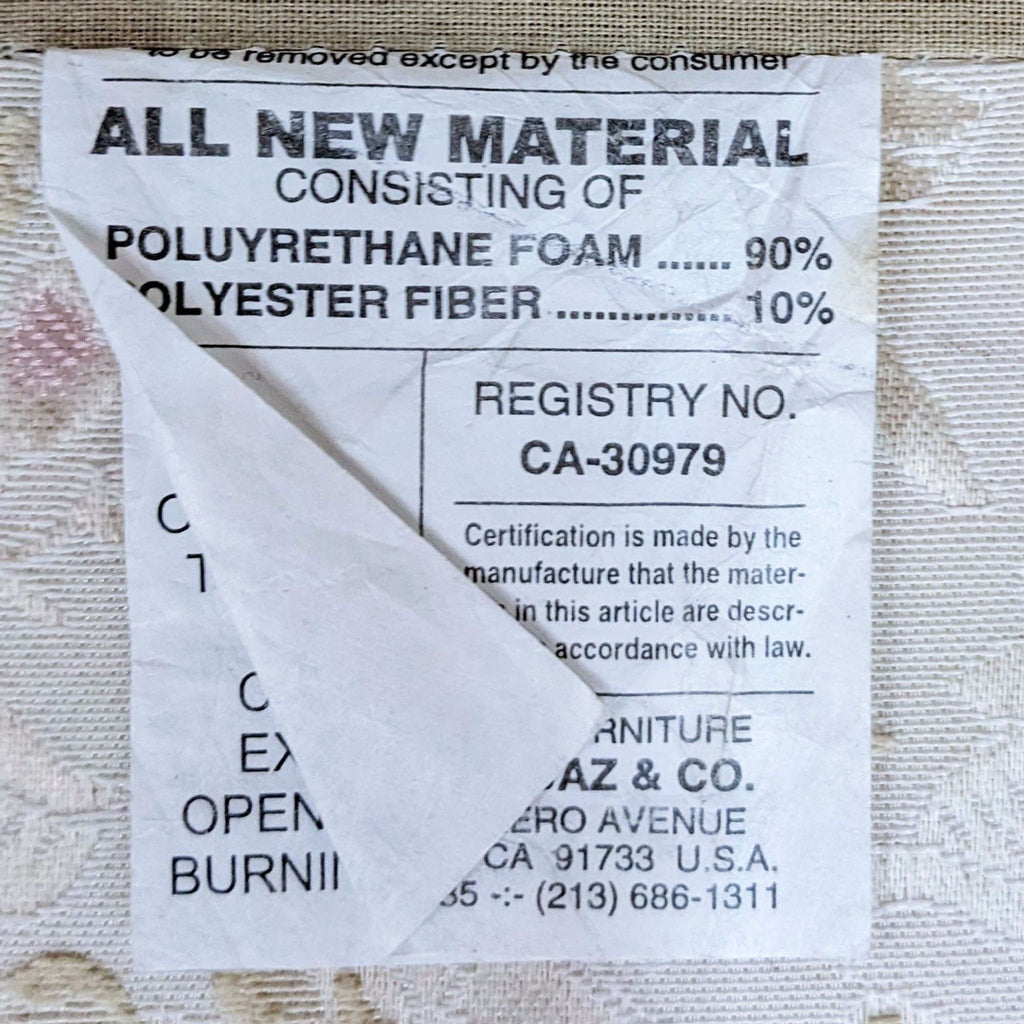 to be removed except by the consumer
ALL NEW MATERIAL
CONSISTING OF
POLUYRETHANE FOAM ...... 90%
POLYESTER FIBER .............. 10%
REGISTRY NO.
CA-30979
Certification is made by the
manufacture that the mater-
in this article are descr-
accordance with law.
RNITURE
AZ & CO.
ERO AVENUE
CA 91733 U.S.A.
35 -:- (213) 686-1311
C
T
C
EX
OPEN
BURNI